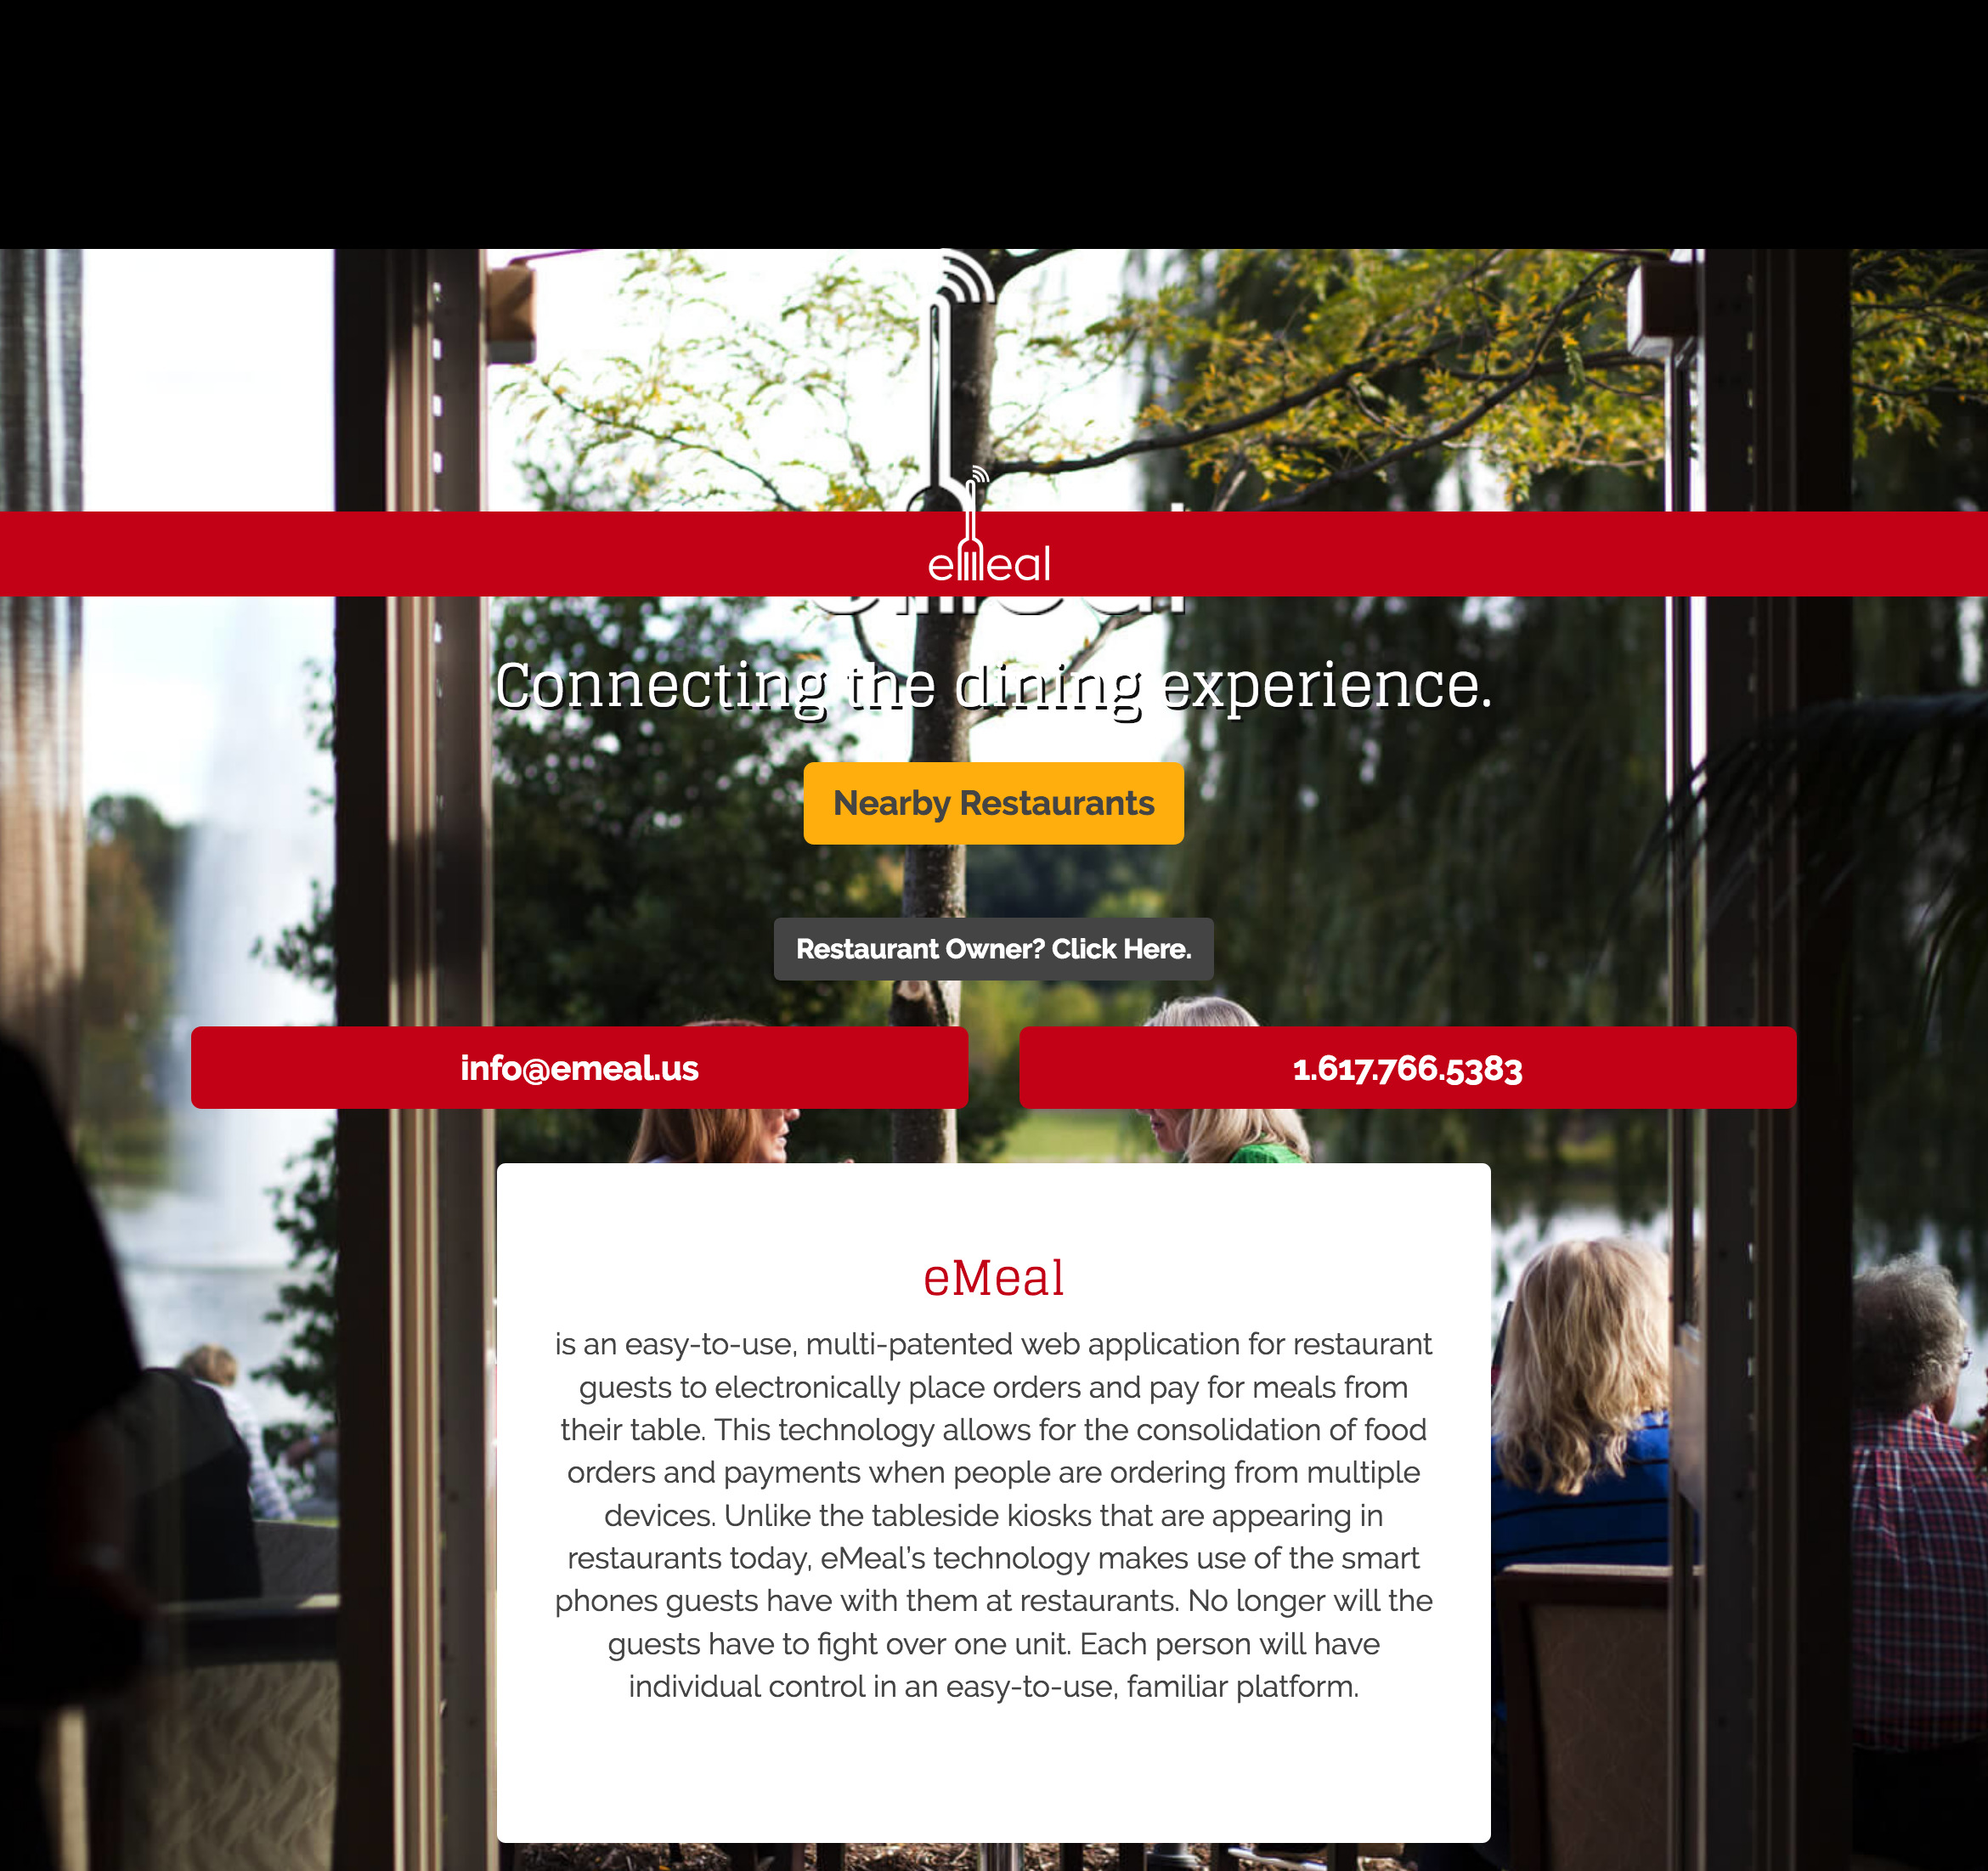 eMeal
Connecting the dining experience.
Nearby Restaurants
Restaurant Owner? Click Here.
info@emeal.us
1.617.766.5383
eMeal
is an easy-to-use, multi-patented web application for restaurant
guests to electronically place orders and pay for meals from
their table. This technology allows for the consolidation of food
orders and payments when people are ordering from multiple
devices. Unlike the tableside kiosks that are appearing in
restaurants today, eMeal's technology makes use of the smart
phones guests have with them at restaurants. No longer will the
guests have to fight over one unit. Each person will have
individual control in an easy-to-use, familiar platform.